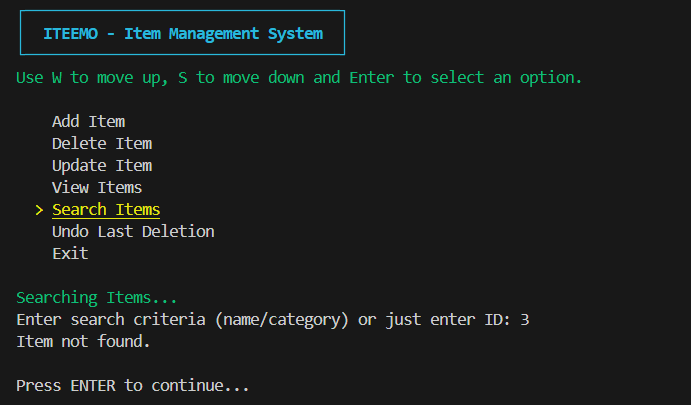 ITEEMO - Item Management System
Use W to move up, S to move down and Enter to select an option.
Add Item
Delete Item
Update Item
View Items
> Search Items
Undo Last Deletion
Exit
Searching Items...
Enter search criteria (name/category) or just enter ID: 3
Item not found.
Press ENTER to continue...